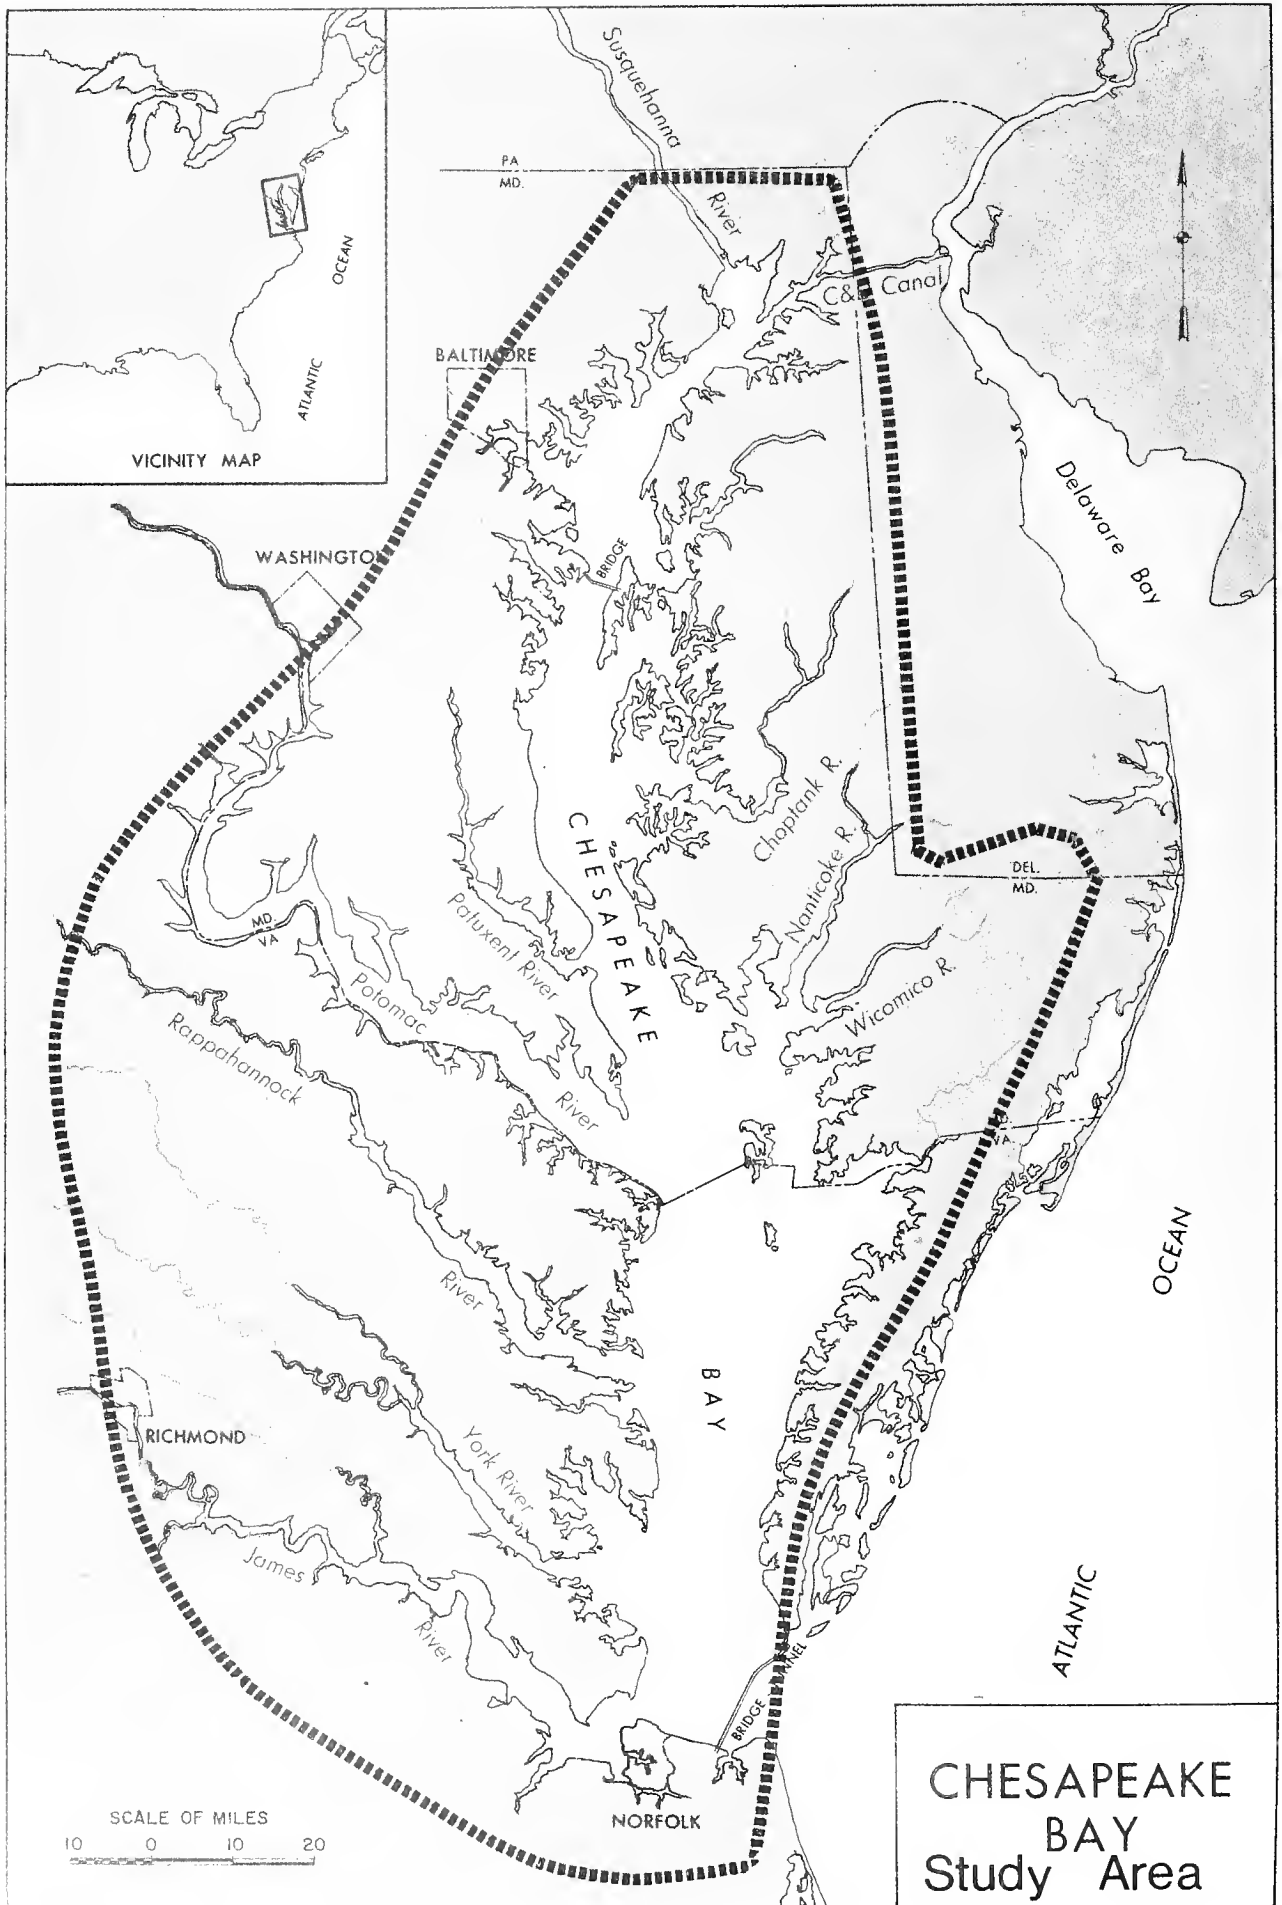 Susquehanna
River
PA
MD.
C&D Canal
OCEAN
ATLANTIC
VICINITY MAP
BALTIMORE
WASHINGTON
BRIDGE
Delaware Bay
CHESAPEAKE
Choptank R.
Nanticoke R.
DEL.
MD.
Wicomico R.
Patuxent River
MD.
VA
Potomac
River
Rappahannock
River
VA
OCEAN
BAY
RICHMOND
York River
James
River
ATLANTIC
BRIDGE
NORFOLK
SCALE OF MILES
10 0 10 20
CHESAPEAKE
BAY
Study Area